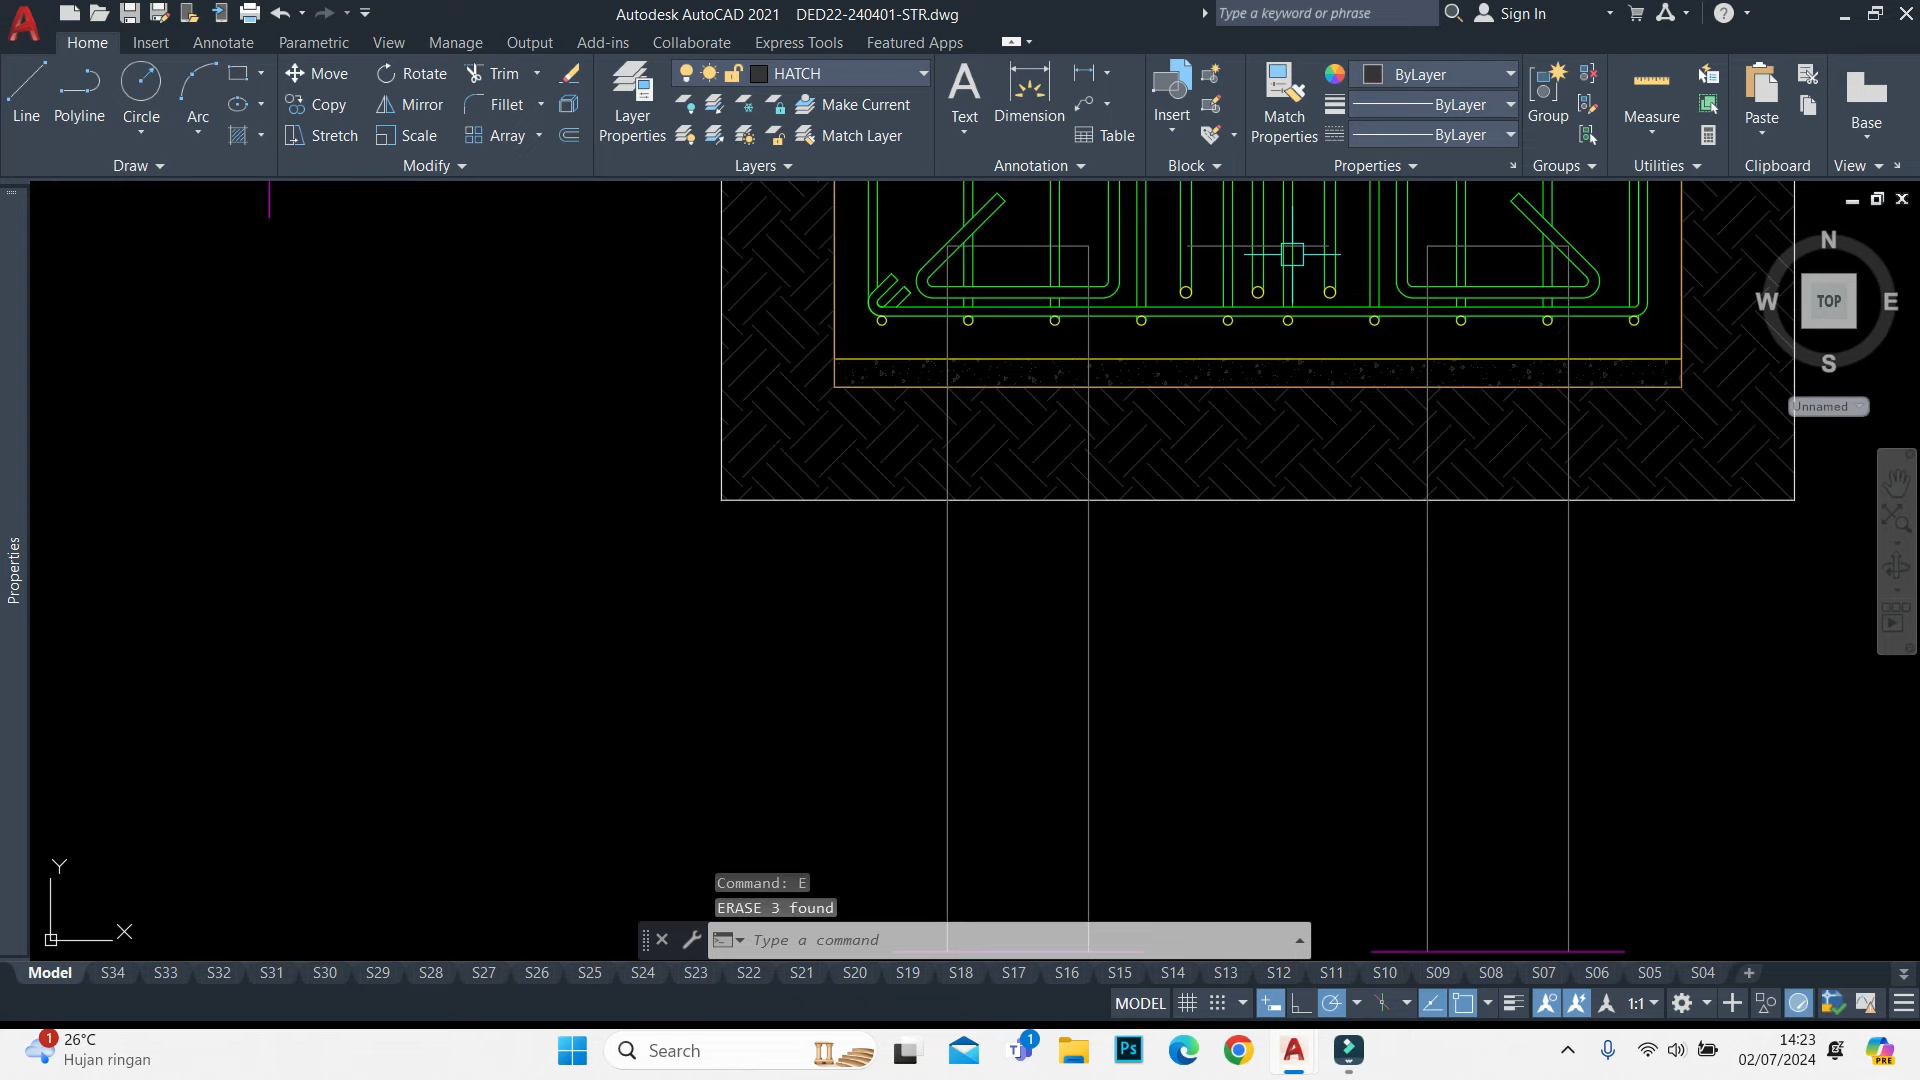 Autodesk AutoCAD 2021 DED22-240401-STR.dwg
Type a keyword or phrase
Sign In
Home Insert Annotate Parametric View Manage Output Add-ins Collaborate Express Tools Featured Apps
Line Polyline Circle Arc
Move Rotate Trim
Copy Mirror Fillet
Stretch Scale Array
Layer Properties
HATCH
Make Current
Match Layer
Text Dimension
Table
Insert
Match Properties
ByLayer
ByLayer
ByLayer
Group
Measure
Paste
Base
Draw Modify Layers Annotation Block Properties Groups Utilities Clipboard View
N
W TOP E
S
Unnamed
Properties
Y
X
Command: E
ERASE 3 found
Type a command
Model S34 S33 S32 S31 S30 S29 S28 S27 S26 S25 S24 S23 S22 S21 S20 S19 S18 S17 S16 S15 S14 S13 S12 S11 S10 S09 S08 S07 S06 S05 S04
MODEL 1:1
1 26°C
Hujan ringan
Search
1
Ps
PRE
14:23
02/07/2024